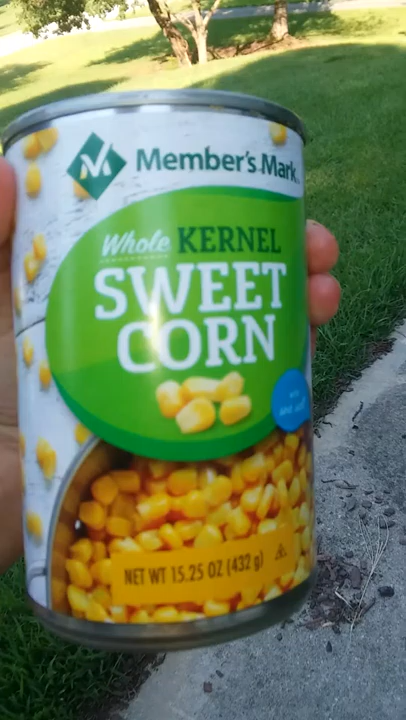 Member's Mark
Whole KERNEL
SWEET
CORN
NET WT 15.25 OZ (432 g)